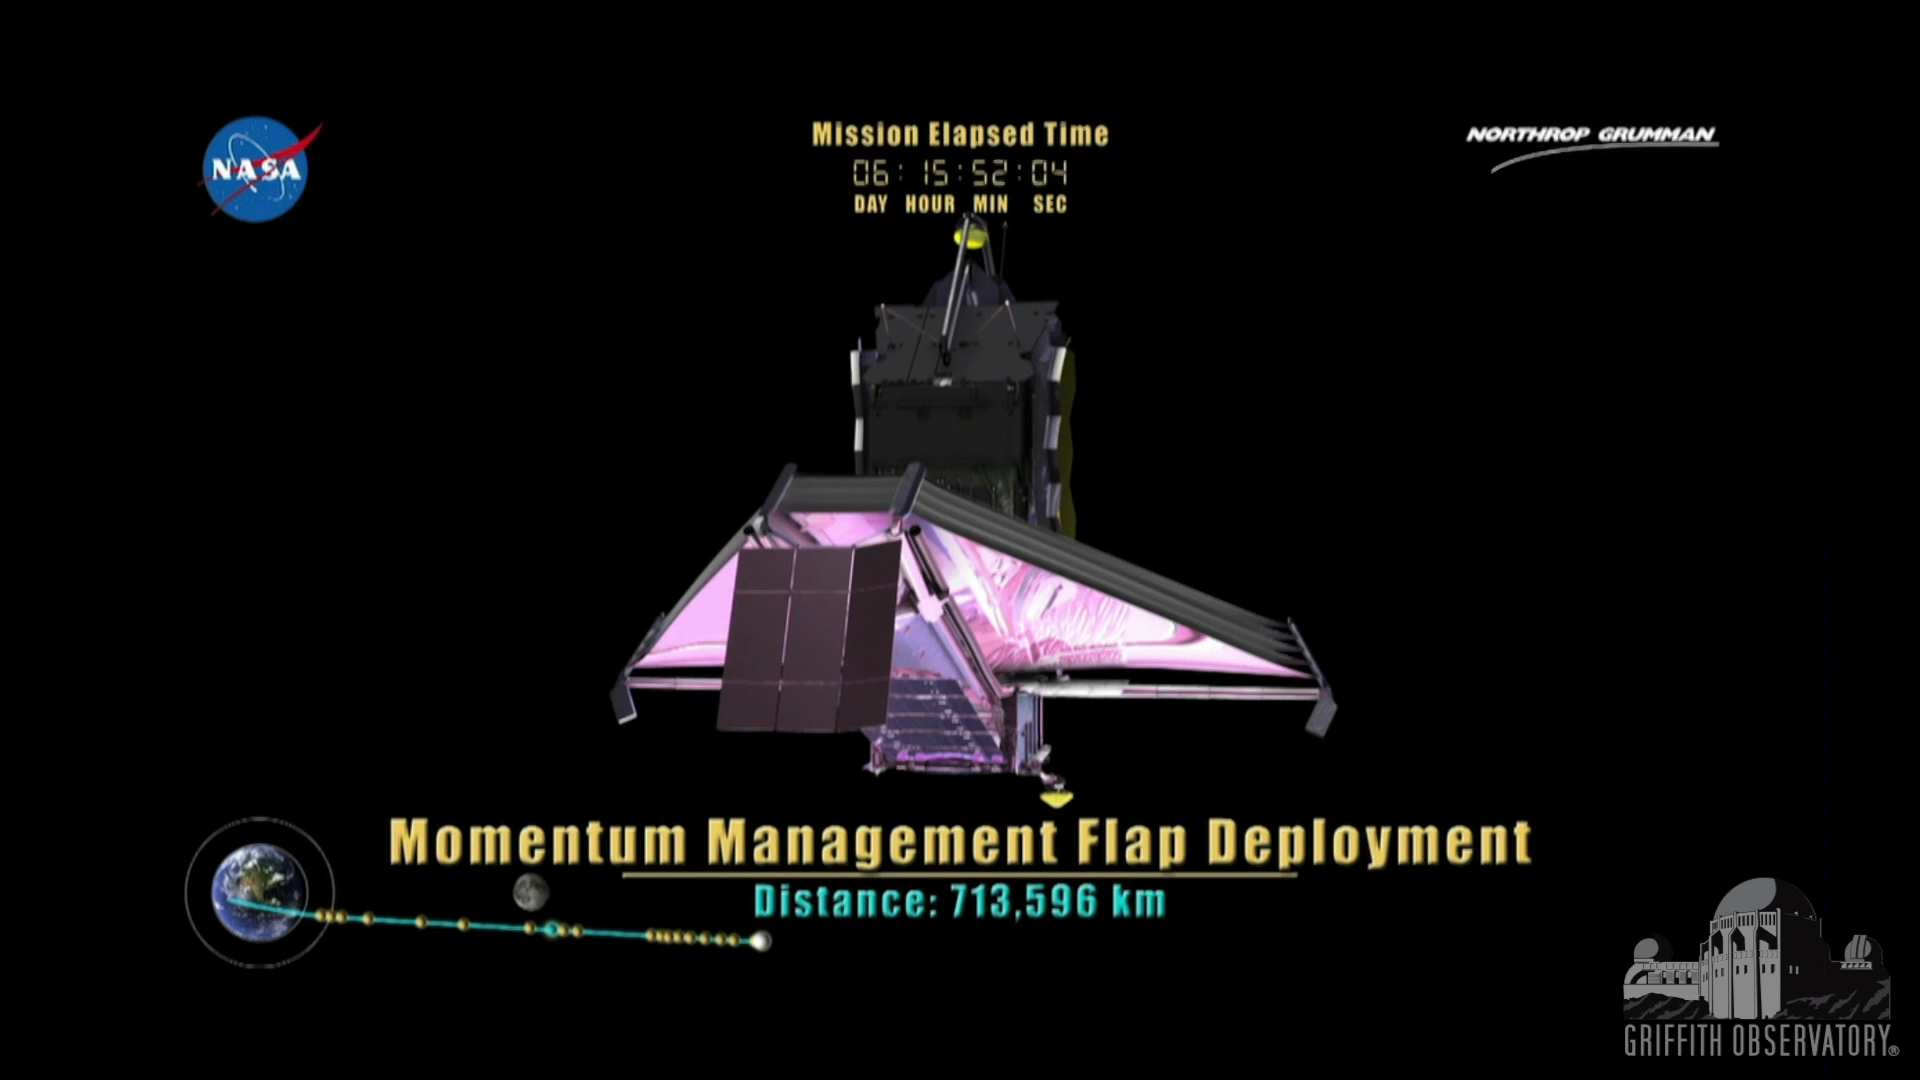 NASA
Mission Elapsed Time
06: 15:52:04
DAY HOUR MIN SEC
NORTHROP GRUMMAN
Momentum Management Flap Deployment
Distance: 713,596 km
GRIFFITH OBSERVATORY®